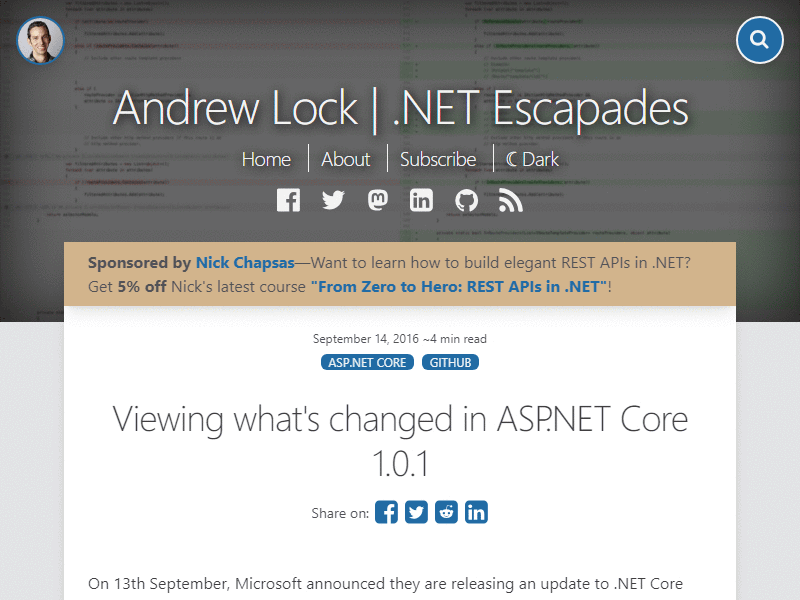 Andrew Lock | .NET Escapades
Home
About
Subscribe
☾ Dark
Sponsored by Nick Chapsas—Want to learn how to build elegant REST APIs in .NET?
Get 5% off Nick's latest course "From Zero to Hero: REST APIs in .NET"!
September 14, 2016 ~4 min read
ASP.NET CORE GITHUB
Viewing what's changed in ASP.NET Core
1.0.1
Share on:
On 13th September, Microsoft announced they are releasing an update to .NET Core